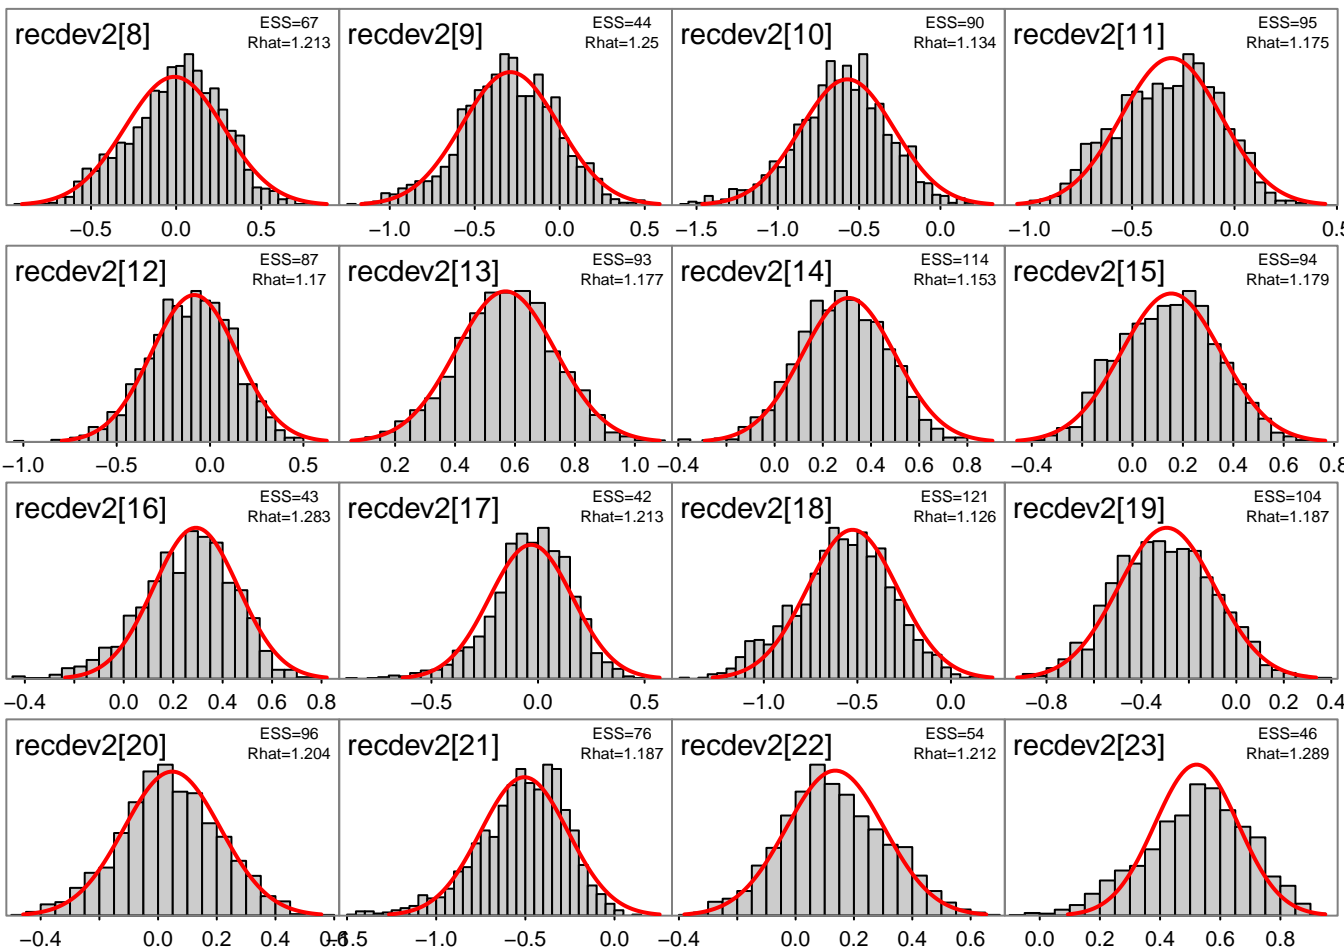 recdev2[8] ESS=67
Rhat=1.213
recdev2[9] ESS=44
Rhat=1.25
recdev2[10] ESS=90
Rhat=1.134
recdev2[11] ESS=95
Rhat=1.175
−0.5 0.0 0.5
−1.0 −0.5 0.0 0.5
−1.5 −1.0 −0.5 0.0
−1.0 −0.5 0.0 0.5
recdev2[12] ESS=87
Rhat=1.17
recdev2[13] ESS=93
Rhat=1.177
recdev2[14] ESS=114
Rhat=1.153
recdev2[15] ESS=94
Rhat=1.179
−1.0 −0.5 0.0 0.5
0.2 0.4 0.6 0.8 1.0
−0.4 0.0 0.2 0.4 0.6 0.8
−0.4 0.0 0.2 0.4 0.6 0.8
recdev2[16] ESS=43
Rhat=1.283
recdev2[17] ESS=42
Rhat=1.213
recdev2[18] ESS=121
Rhat=1.126
recdev2[19] ESS=104
Rhat=1.187
−0.4 0.0 0.2 0.4 0.6 0.8
−0.5 0.0 0.5
−1.0 −0.5 0.0
−0.8 −0.4 0.0 0.4
recdev2[20] ESS=96
Rhat=1.204
recdev2[21] ESS=76
Rhat=1.187
recdev2[22] ESS=54
Rhat=1.212
recdev2[23] ESS=46
Rhat=1.289
−0.4 0.0 0.2 0.4 0.6
−1.5 −1.0 −0.5 0.0
−0.4 0.0 0.2 0.4 0.6
0.0 0.2 0.4 0.6 0.8